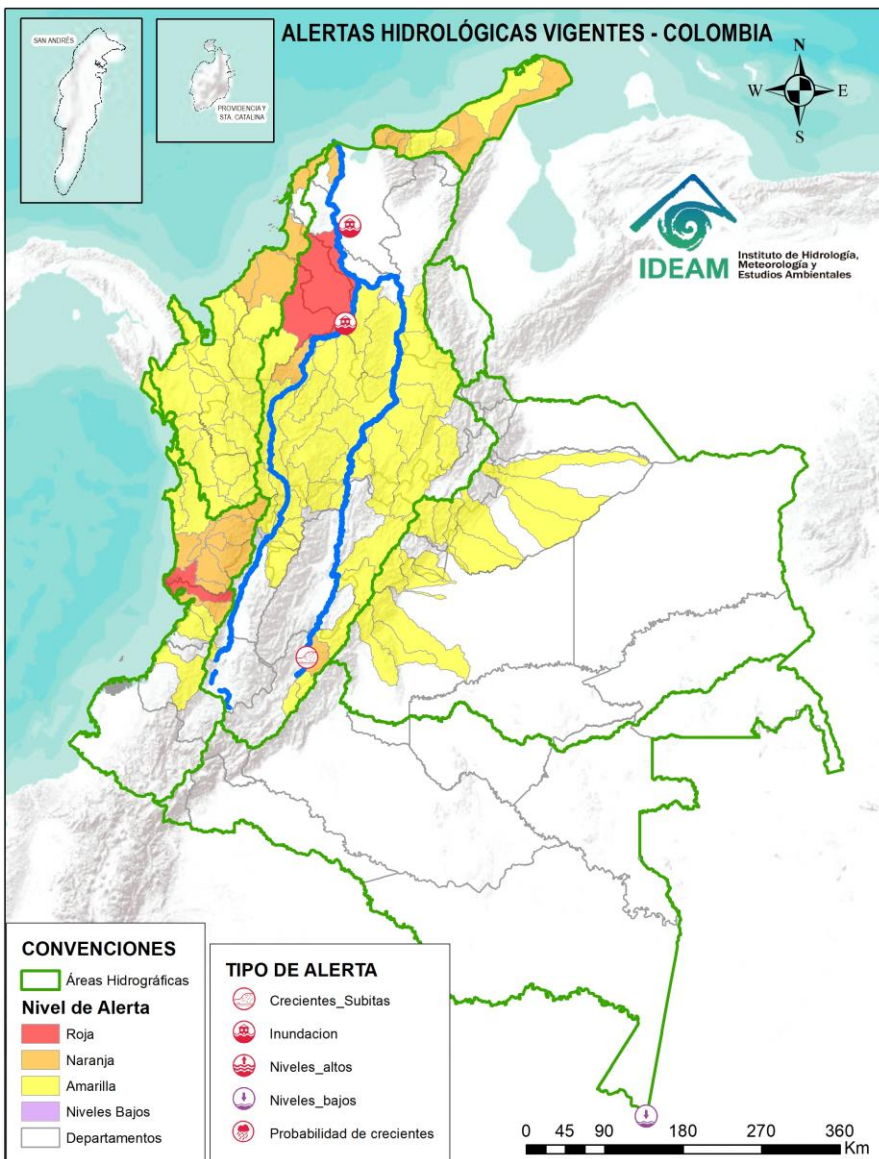 ALERTAS HIDROLÓGICAS VIGENTES - COLOMBIA
SAN ANDRÉS
PROVIDENCIA Y
STA. CATALINA
N
W
E
S
IDEAM
Instituto de Hidrología,
Meteorología y
Estudios Ambientales
CONVENCIONES
Áreas Hidrográficas
Nivel de Alerta
Roja
Naranja
Amarilla
Niveles Bajos
Departamentos
TIPO DE ALERTA
Crecientes_Subitas
Inundacion
Niveles_altos
Niveles_bajos
Probabilidad de crecientes
0 45 90 180 270 360
Km